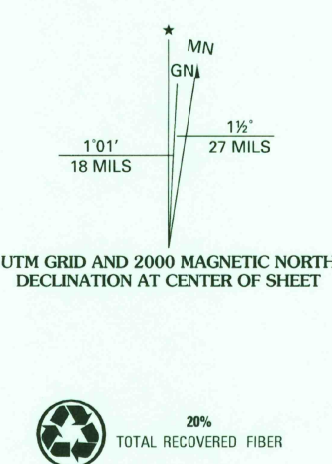 ★
MN
GN
1°01'
18 MILS
1½°
27 MILS
UTM GRID AND 2000 MAGNETIC NORTH
DECLINATION AT CENTER OF SHEET
20%
TOTAL RECOVERED FIBER